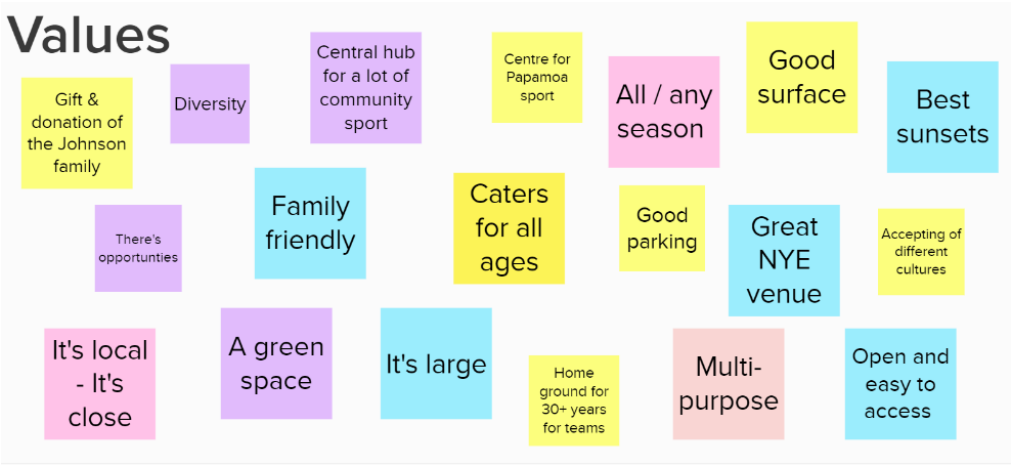 Values
Gift &
donation of
the Johnson
family
Diversity
Central hub
for a lot of
community
sport
Centre for
Papamoa
sport
All / any
season
Good
surface
Best
sunsets
There's
opportunties
Family
friendly
Caters
for all
ages
Good
parking
Great
NYE
venue
Accepting of
different
cultures
It's local
- It's
close
A green
space
It's large
Home
ground for
30+ years
for teams
Multi-
purpose
Open and
easy to
access